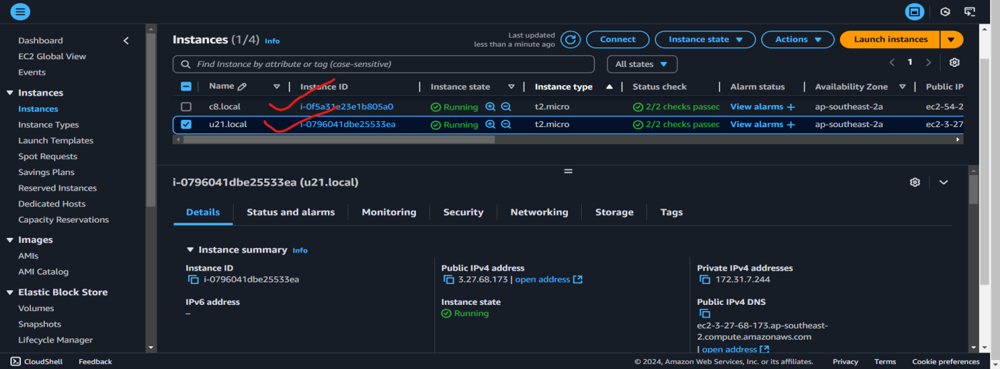 Instances (1/4) Info
Last updated
less than a minute ago
Connect
Instance state
Actions
Launch instances
Find Instance by attribute or tag (case-sensitive)
All states
1
Name Instance ID Instance state Instance type Status check Alarm status Availability Zone Public IP
c8.local i-0f5a31e23e1b805a0 Running t2.micro 2/2 checks passec View alarms + ap-southeast-2a ec2-54-2
u21.local i-0796041dbe25533ea Running t2.micro 2/2 checks passec View alarms + ap-southeast-2a ec2-3-27
Dashboard
EC2 Global View
Events
Instances
Instances
Instance Types
Launch Templates
Spot Requests
Savings Plans
Reserved Instances
Dedicated Hosts
Capacity Reservations
Images
AMIs
AMI Catalog
Elastic Block Store
Volumes
Snapshots
Lifecycle Manager
i-0796041dbe25533ea (u21.local)
Details Status and alarms Monitoring Security Networking Storage Tags
Instance summary Info
Instance ID
i-0796041dbe25533ea
IPv6 address
–
Public IPv4 address
3.27.68.173 | open address
Instance state
Running
Private IPv4 addresses
172.31.7.244
Public IPv4 DNS
ec2-3-27-68-173.ap-southeast-
2.compute.amazonaws.com
| open address
CloudShell Feedback
© 2024, Amazon Web Services, Inc. or its affiliates. Privacy Terms Cookie preferences